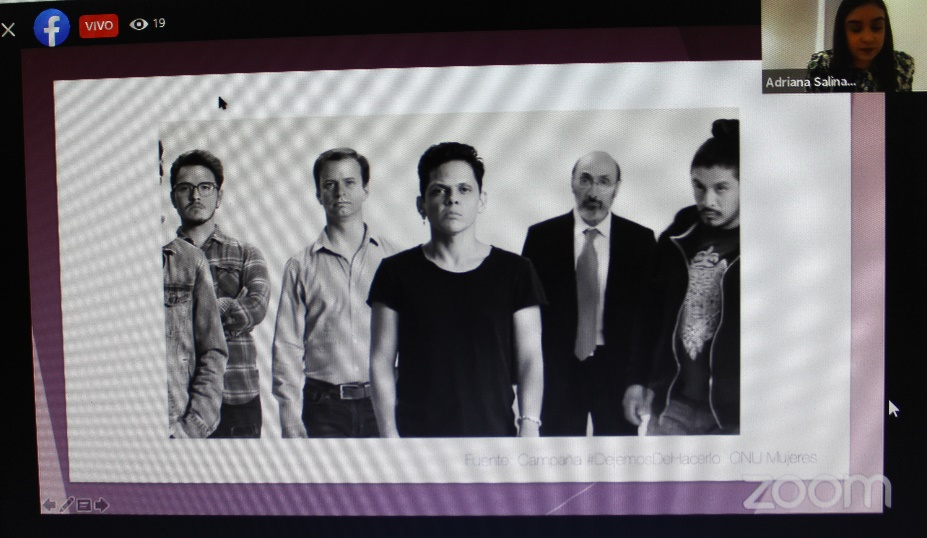 VIVO
19
Adriana Salina...
Fuente: Campaña #DejemosDeHacerlo ONU Mujeres
zoom